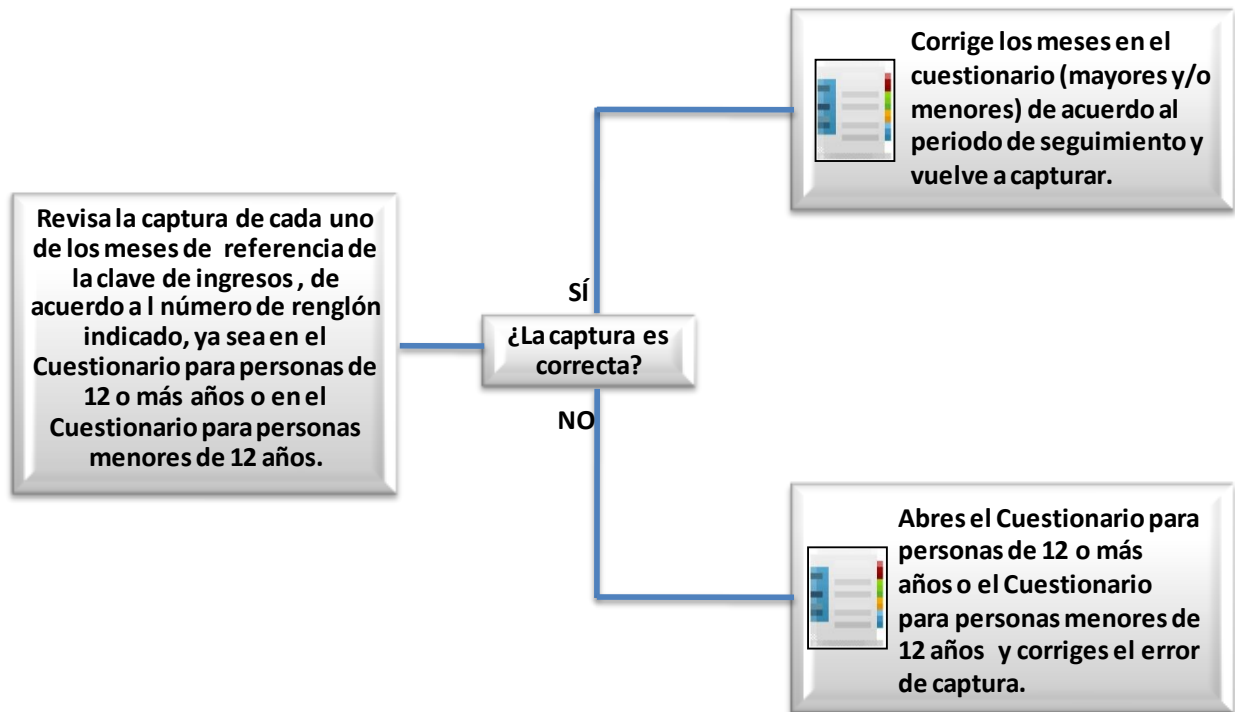 Revisa la captura de cada uno
de los meses de referencia de
la clave de ingresos , de
acuerdo a l número de renglón
indicado, ya sea en el
Cuestionario para personas de
12 o más años o en el
Cuestionario para personas
menores de 12 años.
¿La captura es
correcta?
SÍ
Corrige los meses en el
cuestionario (mayores y/o
menores) de acuerdo al
periodo de seguimiento y
vuelve a capturar.
NO
Abres el Cuestionario para
personas de 12 o más
años o el Cuestionario
para personas menores de
12 años y corriges el error
de captura.